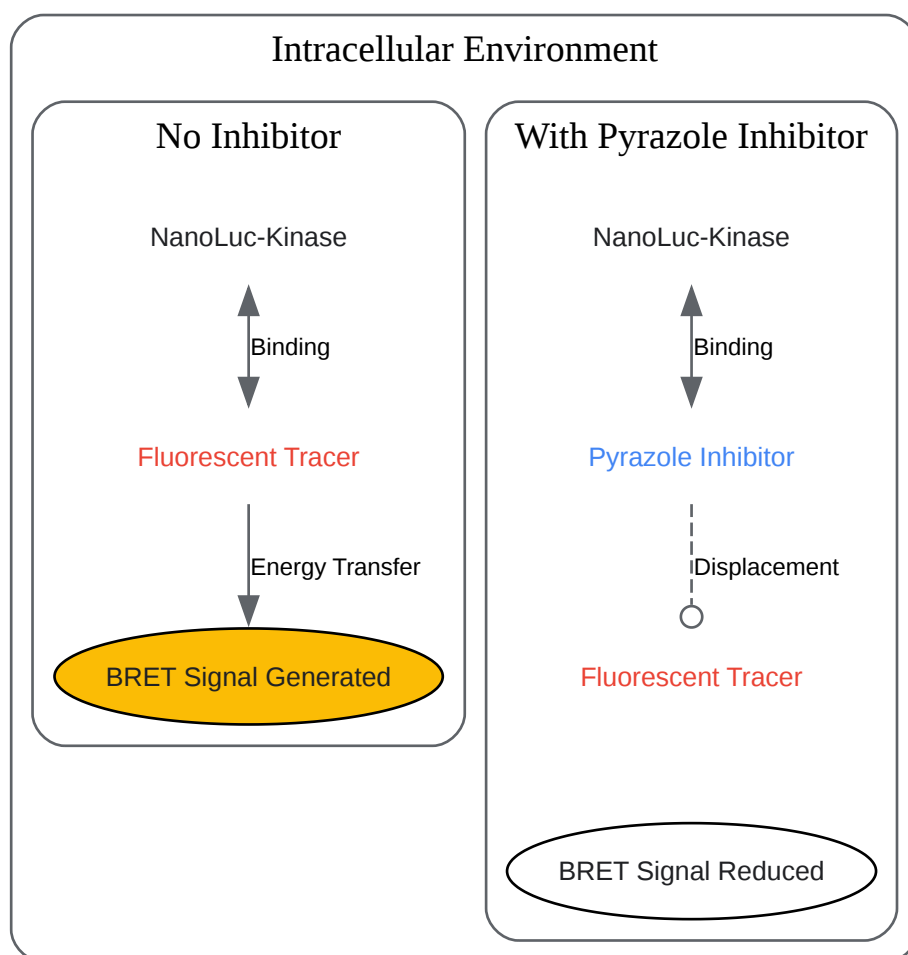 Intracellular Environment
No Inhibitor
NanoLuc-Kinase
Binding
Fluorescent Tracer
Energy Transfer
BRET Signal Generated
With Pyrazole Inhibitor
NanoLuc-Kinase
Binding
Pyrazole Inhibitor
Displacement
Fluorescent Tracer
BRET Signal Reduced